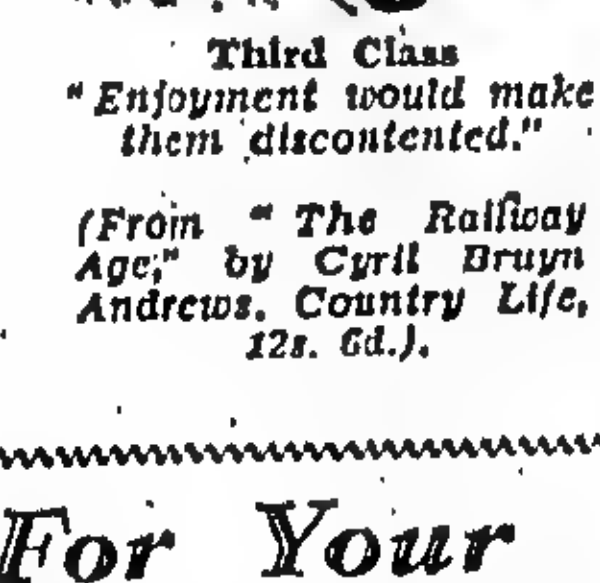 Third Class
"Enjoyment would make
them discontented."
(From "The Railway
Age," by Cyril Bruyn
Andrews. Country Life,
12s. 6d.).
For Your